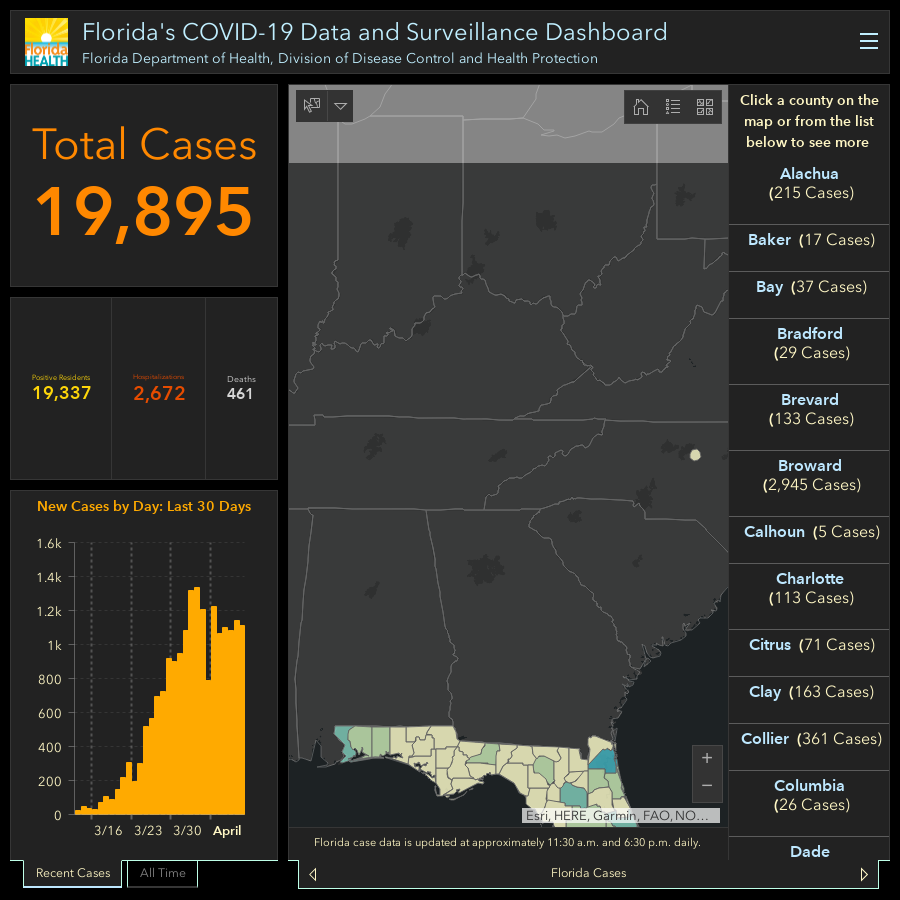 Florida HEALTH
Florida's COVID-19 Data and Surveillance Dashboard
Florida Department of Health, Division of Disease Control and Health Protection
Total Cases
19,895
Positive Residents
19,337
Hospitalizations
2,672
Deaths
461
New Cases by Day: Last 30 Days
1.6k
1.4k
1.2k
1k
800
600
400
200
0
3/16 3/23 3/30 April
Recent Cases All Time
Esri, HERE, Garmin, FAO, NO…
Florida case data is updated at approximately 11:30 a.m. and 6:30 p.m. daily.
Florida Cases
Click a county on the
map or from the list
below to see more
Alachua
(215 Cases)
Baker (17 Cases)
Bay (37 Cases)
Bradford
(29 Cases)
Brevard
(133 Cases)
Broward
(2,945 Cases)
Calhoun (5 Cases)
Charlotte
(113 Cases)
Citrus (71 Cases)
Clay (163 Cases)
Collier (361 Cases)
Columbia
(26 Cases)
Dade